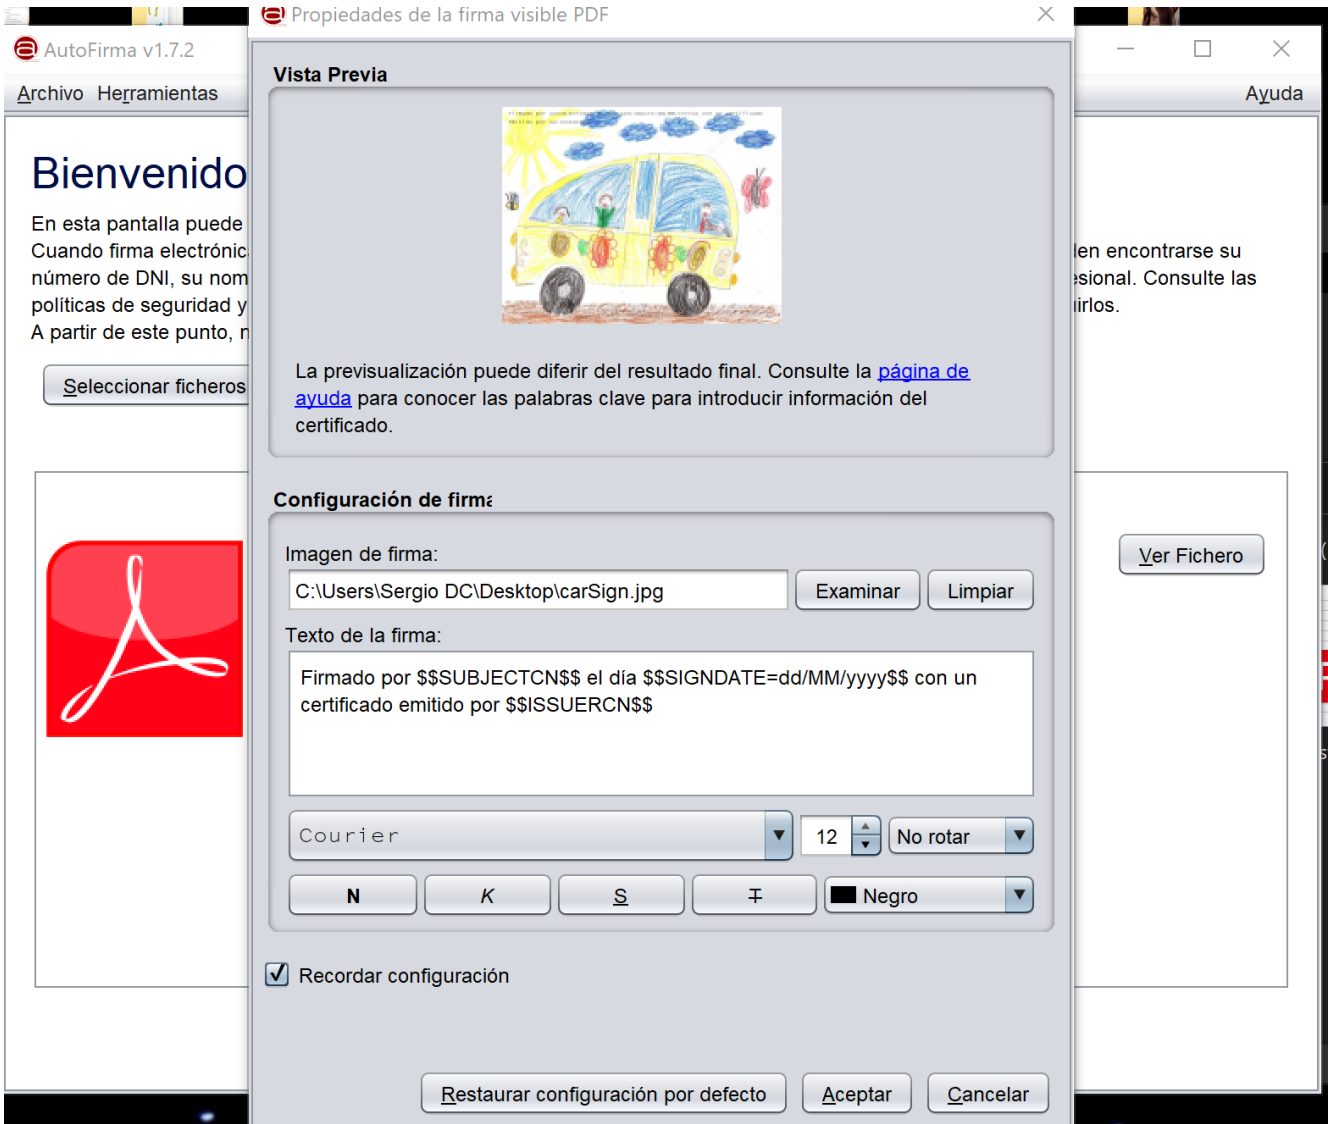 Propiedades de la firma visible PDF
AutoFirma v1.7.2
Archivo Herramientas
Ayuda
Vista Previa
Bienvenido
En esta pantalla puede
Cuando firma electrónic
den encontrarse su
número de DNI, su nom
esional. Consulte las
políticas de seguridad y
uirlos.
A partir de este punto, n
Seleccionar ficheros
La previsualización puede diferir del resultado final. Consulte la página de
ayuda para conocer las palabras clave para introducir información del
certificado.
Configuración de firma
Imagen de firma:
C:\Users\Sergio DC\Desktop\carSign.jpg
Examinar
Limpiar
Ver Fichero
Texto de la firma:
Firmado por $$SUBJECTCN$$ el día $$SIGNDATE=dd/MM/yyyy$$ con un
certificado emitido por $$ISSUERCN$$
Courier
12
No rotar
N
K
S
T
Negro
Recordar configuración
Restaurar configuración por defecto
Aceptar
Cancelar